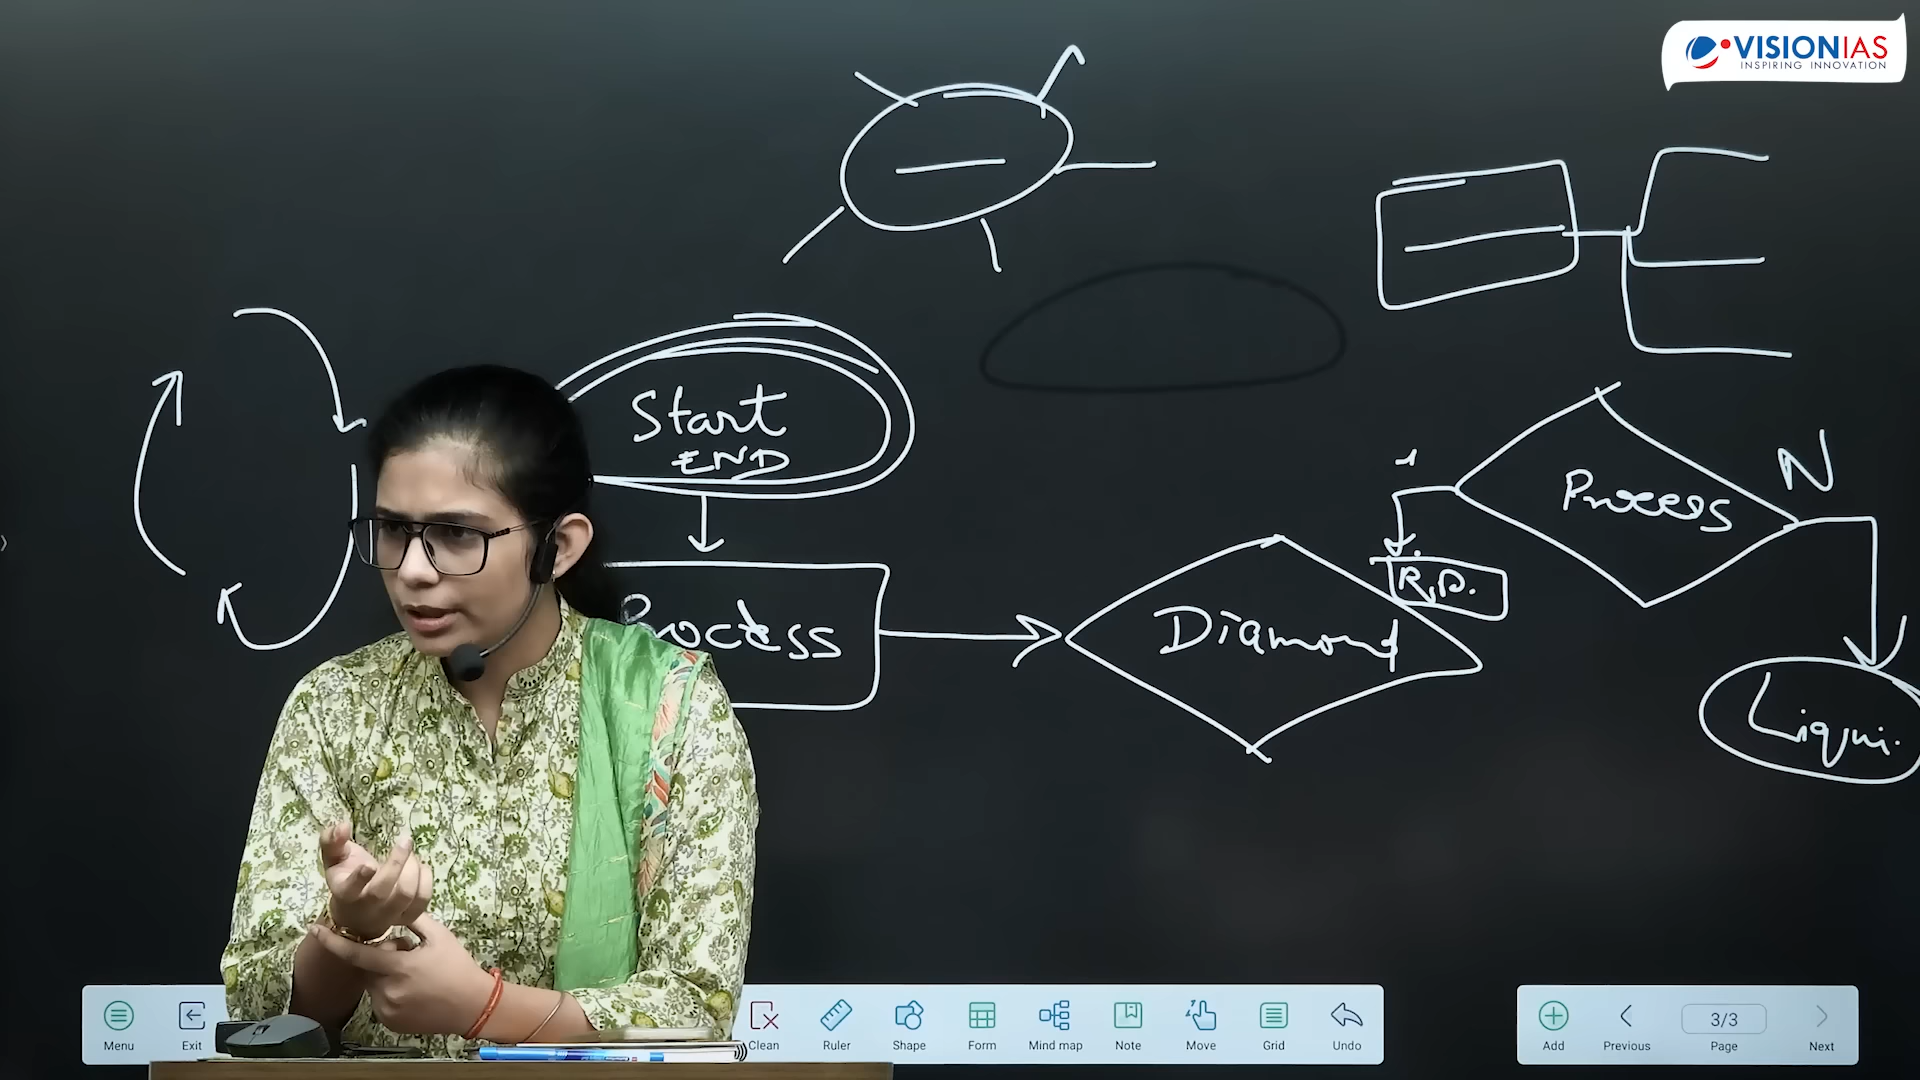 VISIONIAS
INSPIRING INNOVATION
Start
END
Process
N
Diamond
R.P.
Process
Liqui.
Menu
Exit
Clean
Ruler
Shape
Form
Mind map
Note
Move
Grid
Undo
Add
Previous
3/3
Page
Next